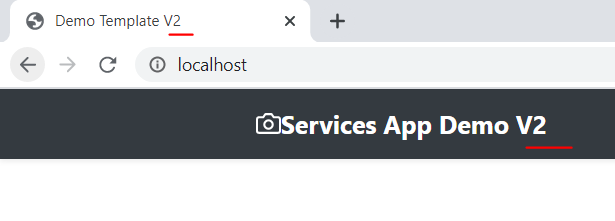 Demo Template V2
localhost
Services App Demo V2